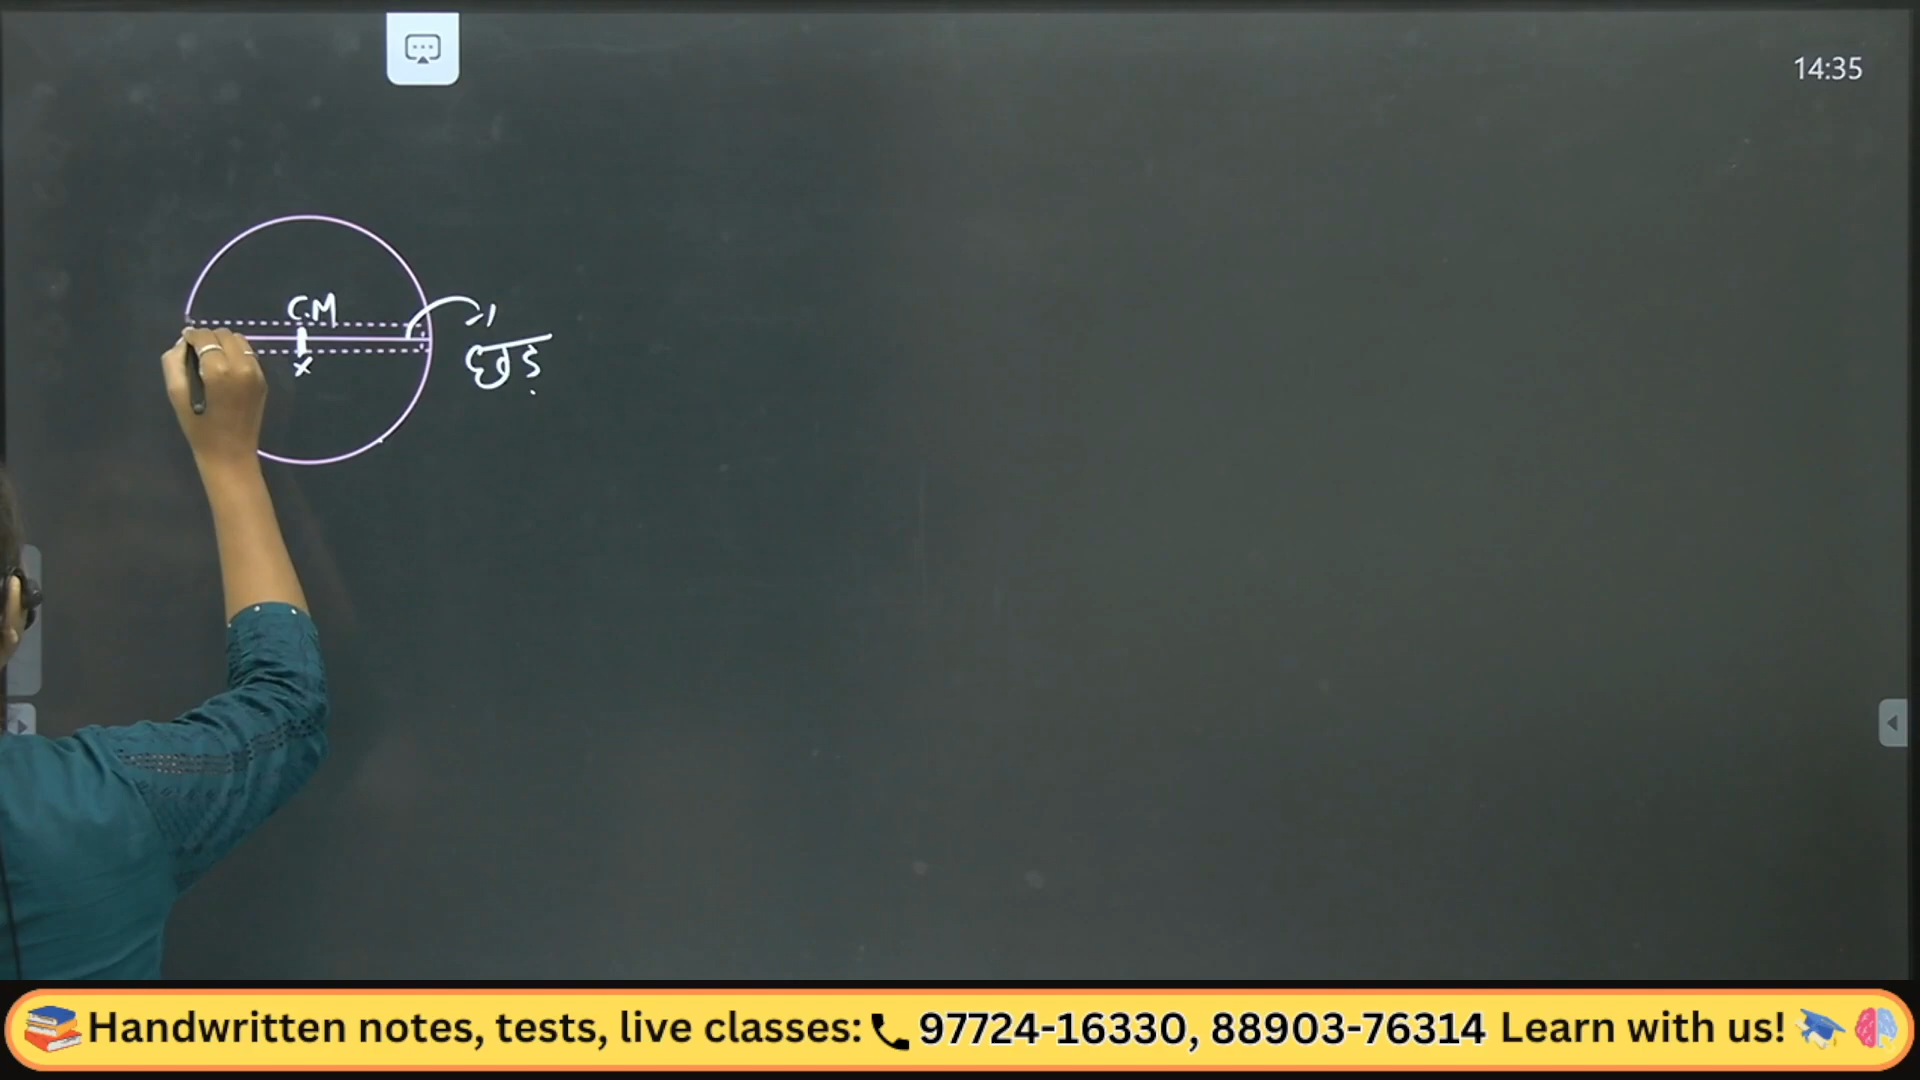 14:35
C.M
x
छड़
Handwritten notes, tests, live classes: 97724-16330, 88903-76314 Learn with us!